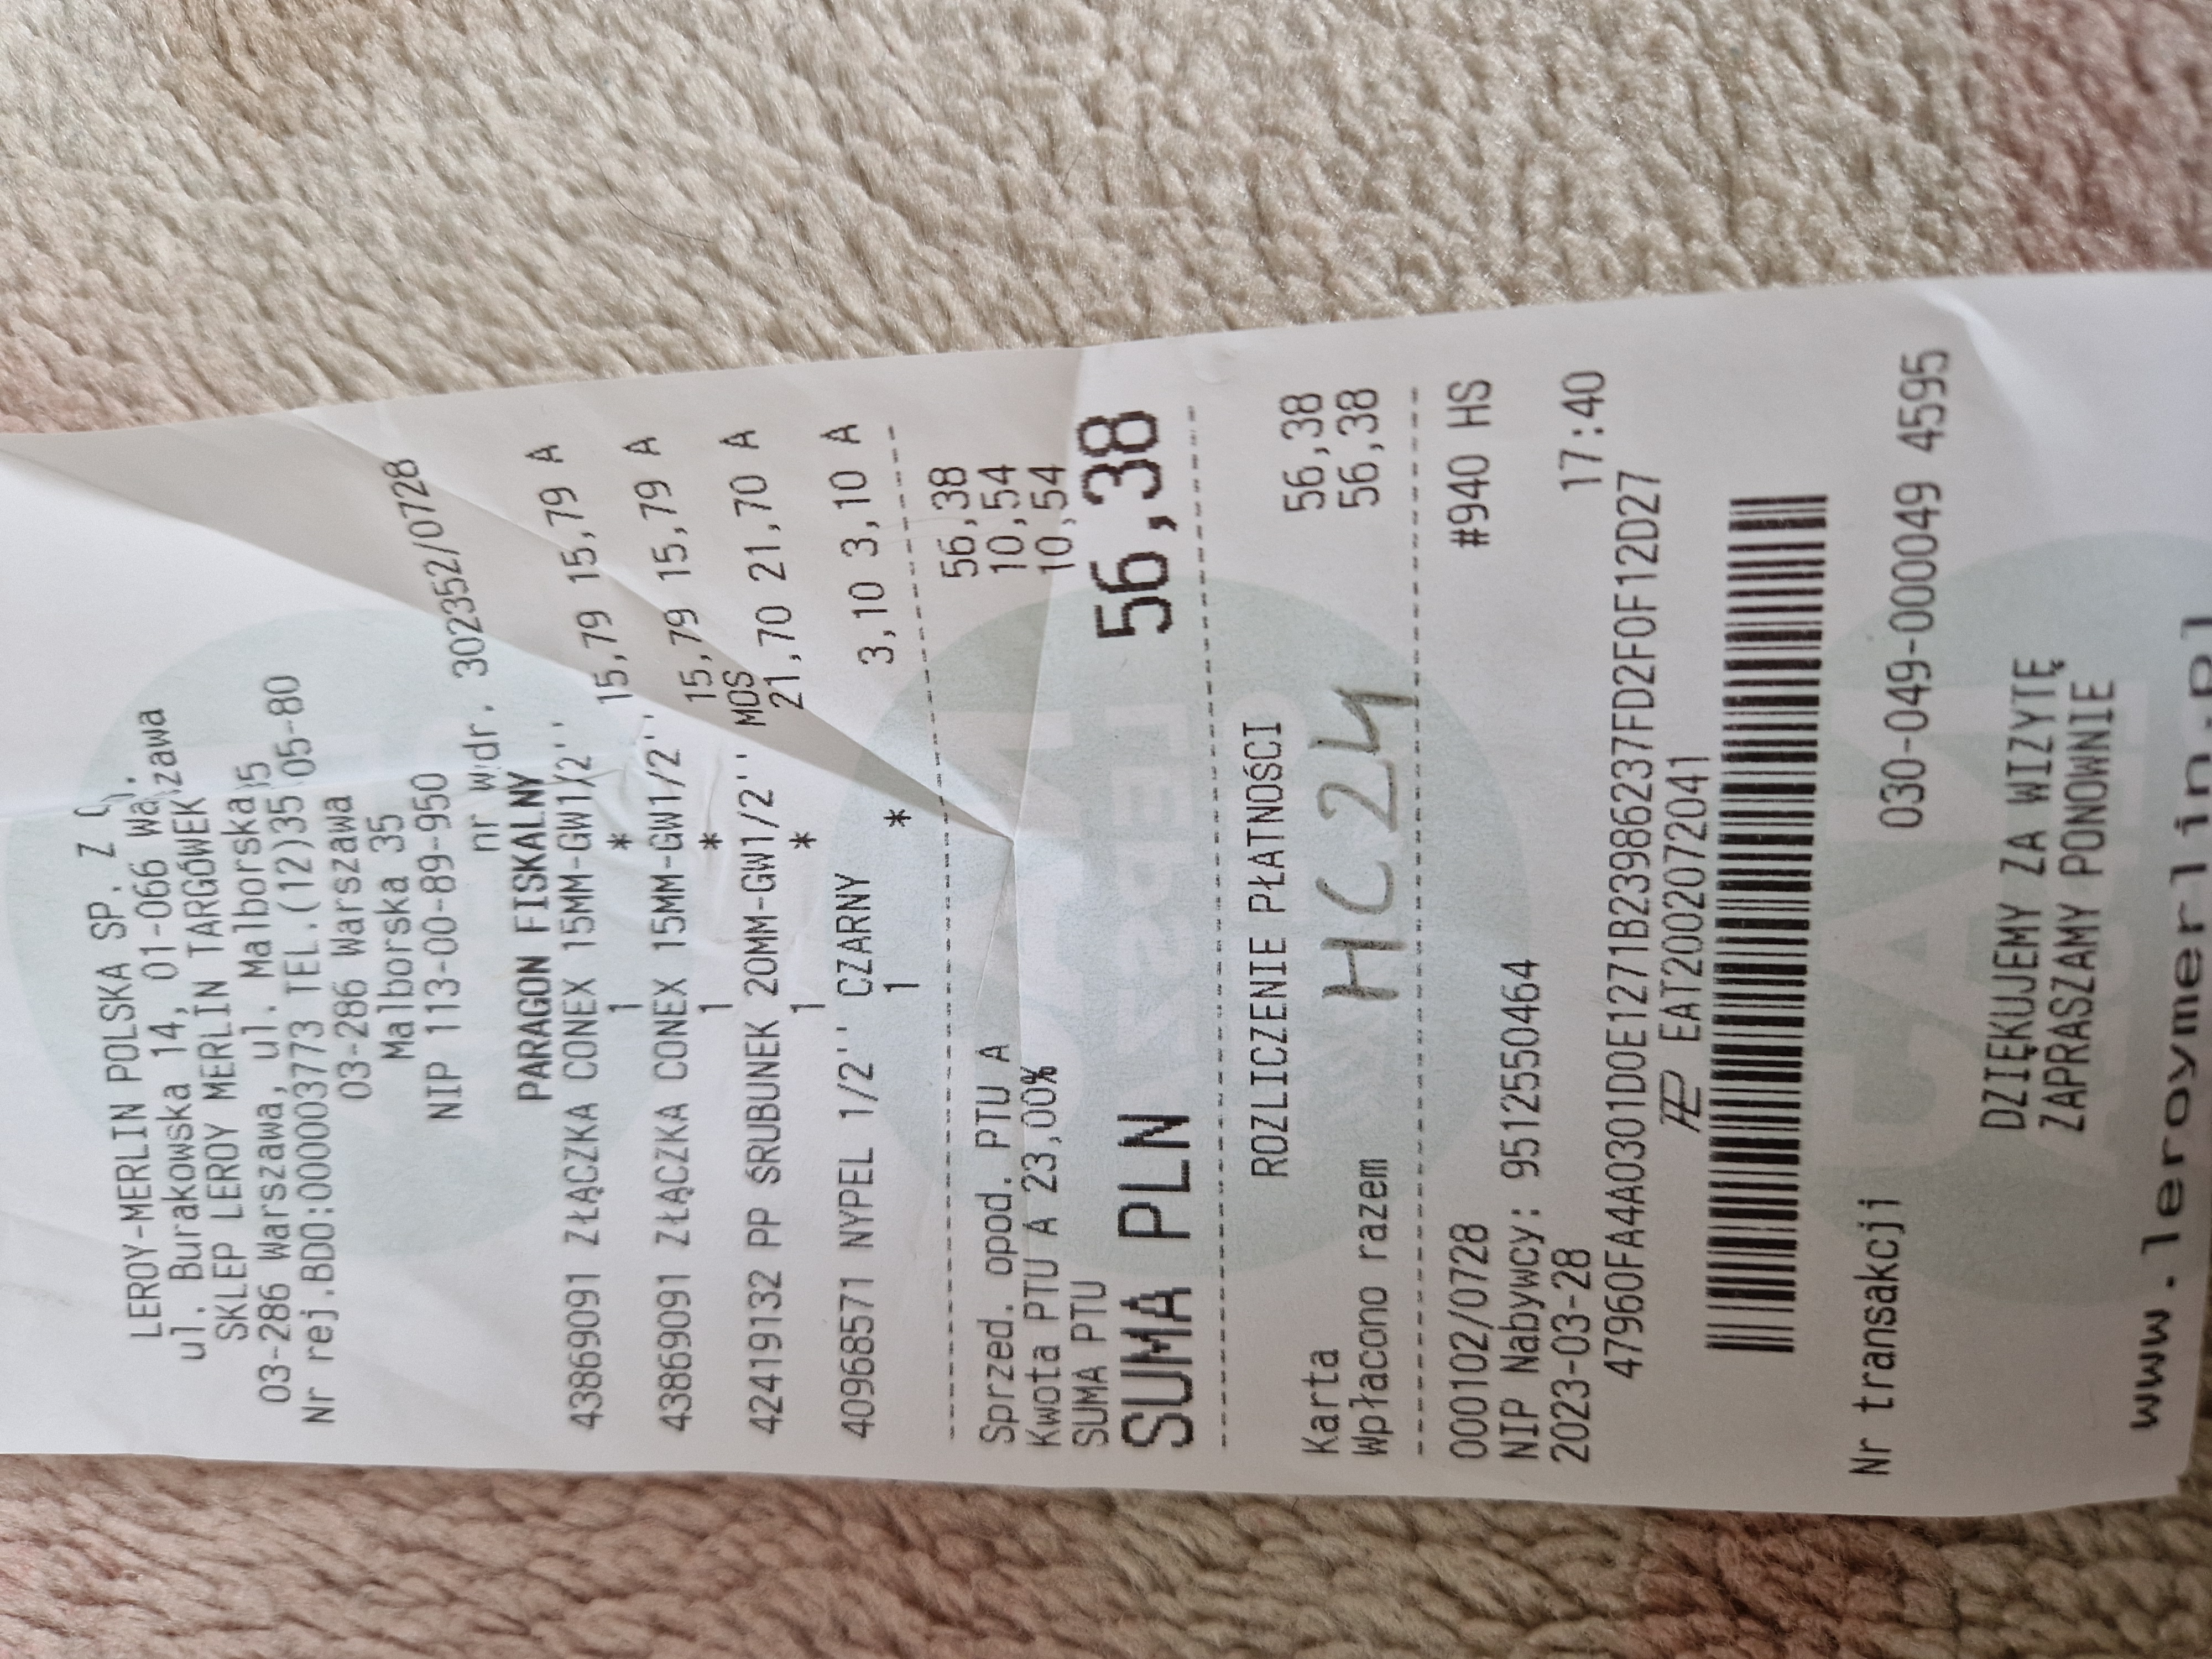 LEROY-MERLIN POLSKA SP. Z
ul. Burakowska 14, 01-066
SKLEP LEROY MERLIN TARGÓWEK
03-286 Warszawa, ul. Malborska
Nr rej.BDO:000003773 TEL.(12)35 05-80
03-286 Warszawa
Malborska 35
NIP 113-00-89-950
nr wydr. 302352/0728
PARAGON FISKALNY
43869091 ZŁĄCZKA CONEX 15MM-GW1/2''
1 * 15,79 15,79 A
43869091 ZŁĄCZKA CONEX 15MM-GW1/2''
1 * 15,79 15,79 A
42419132 PP ŚRUBUNEK 20MM-GW1/2'' MOS
1 * 21,70 21,70 A
40968571 NYPEL 1/2'' CZARNY
1 * 3,10 3,10 A
Sprzed. opod. PTU A 56,38
Kwota PTU A 23,00% 10,54
SUMA PTU 10,54
SUMA PLN 56,38
ROZLICZENIE PŁATNOŚCI
Karta 56,38
Wpłacono razem 56,38
HC24
000102/0728 #940 HS
NIP Nabywcy: 9512550464
2023-03-28 17:40
47960FA4A0301D0E1271B23986237FD2F0F12D27
EAT2002072041
Nr transakcji 030-049-000049 4595
DZIĘKUJEMY ZA WIZYTĘ
ZAPRASZAMY PONOWNIE
www.leroymerlin.pl